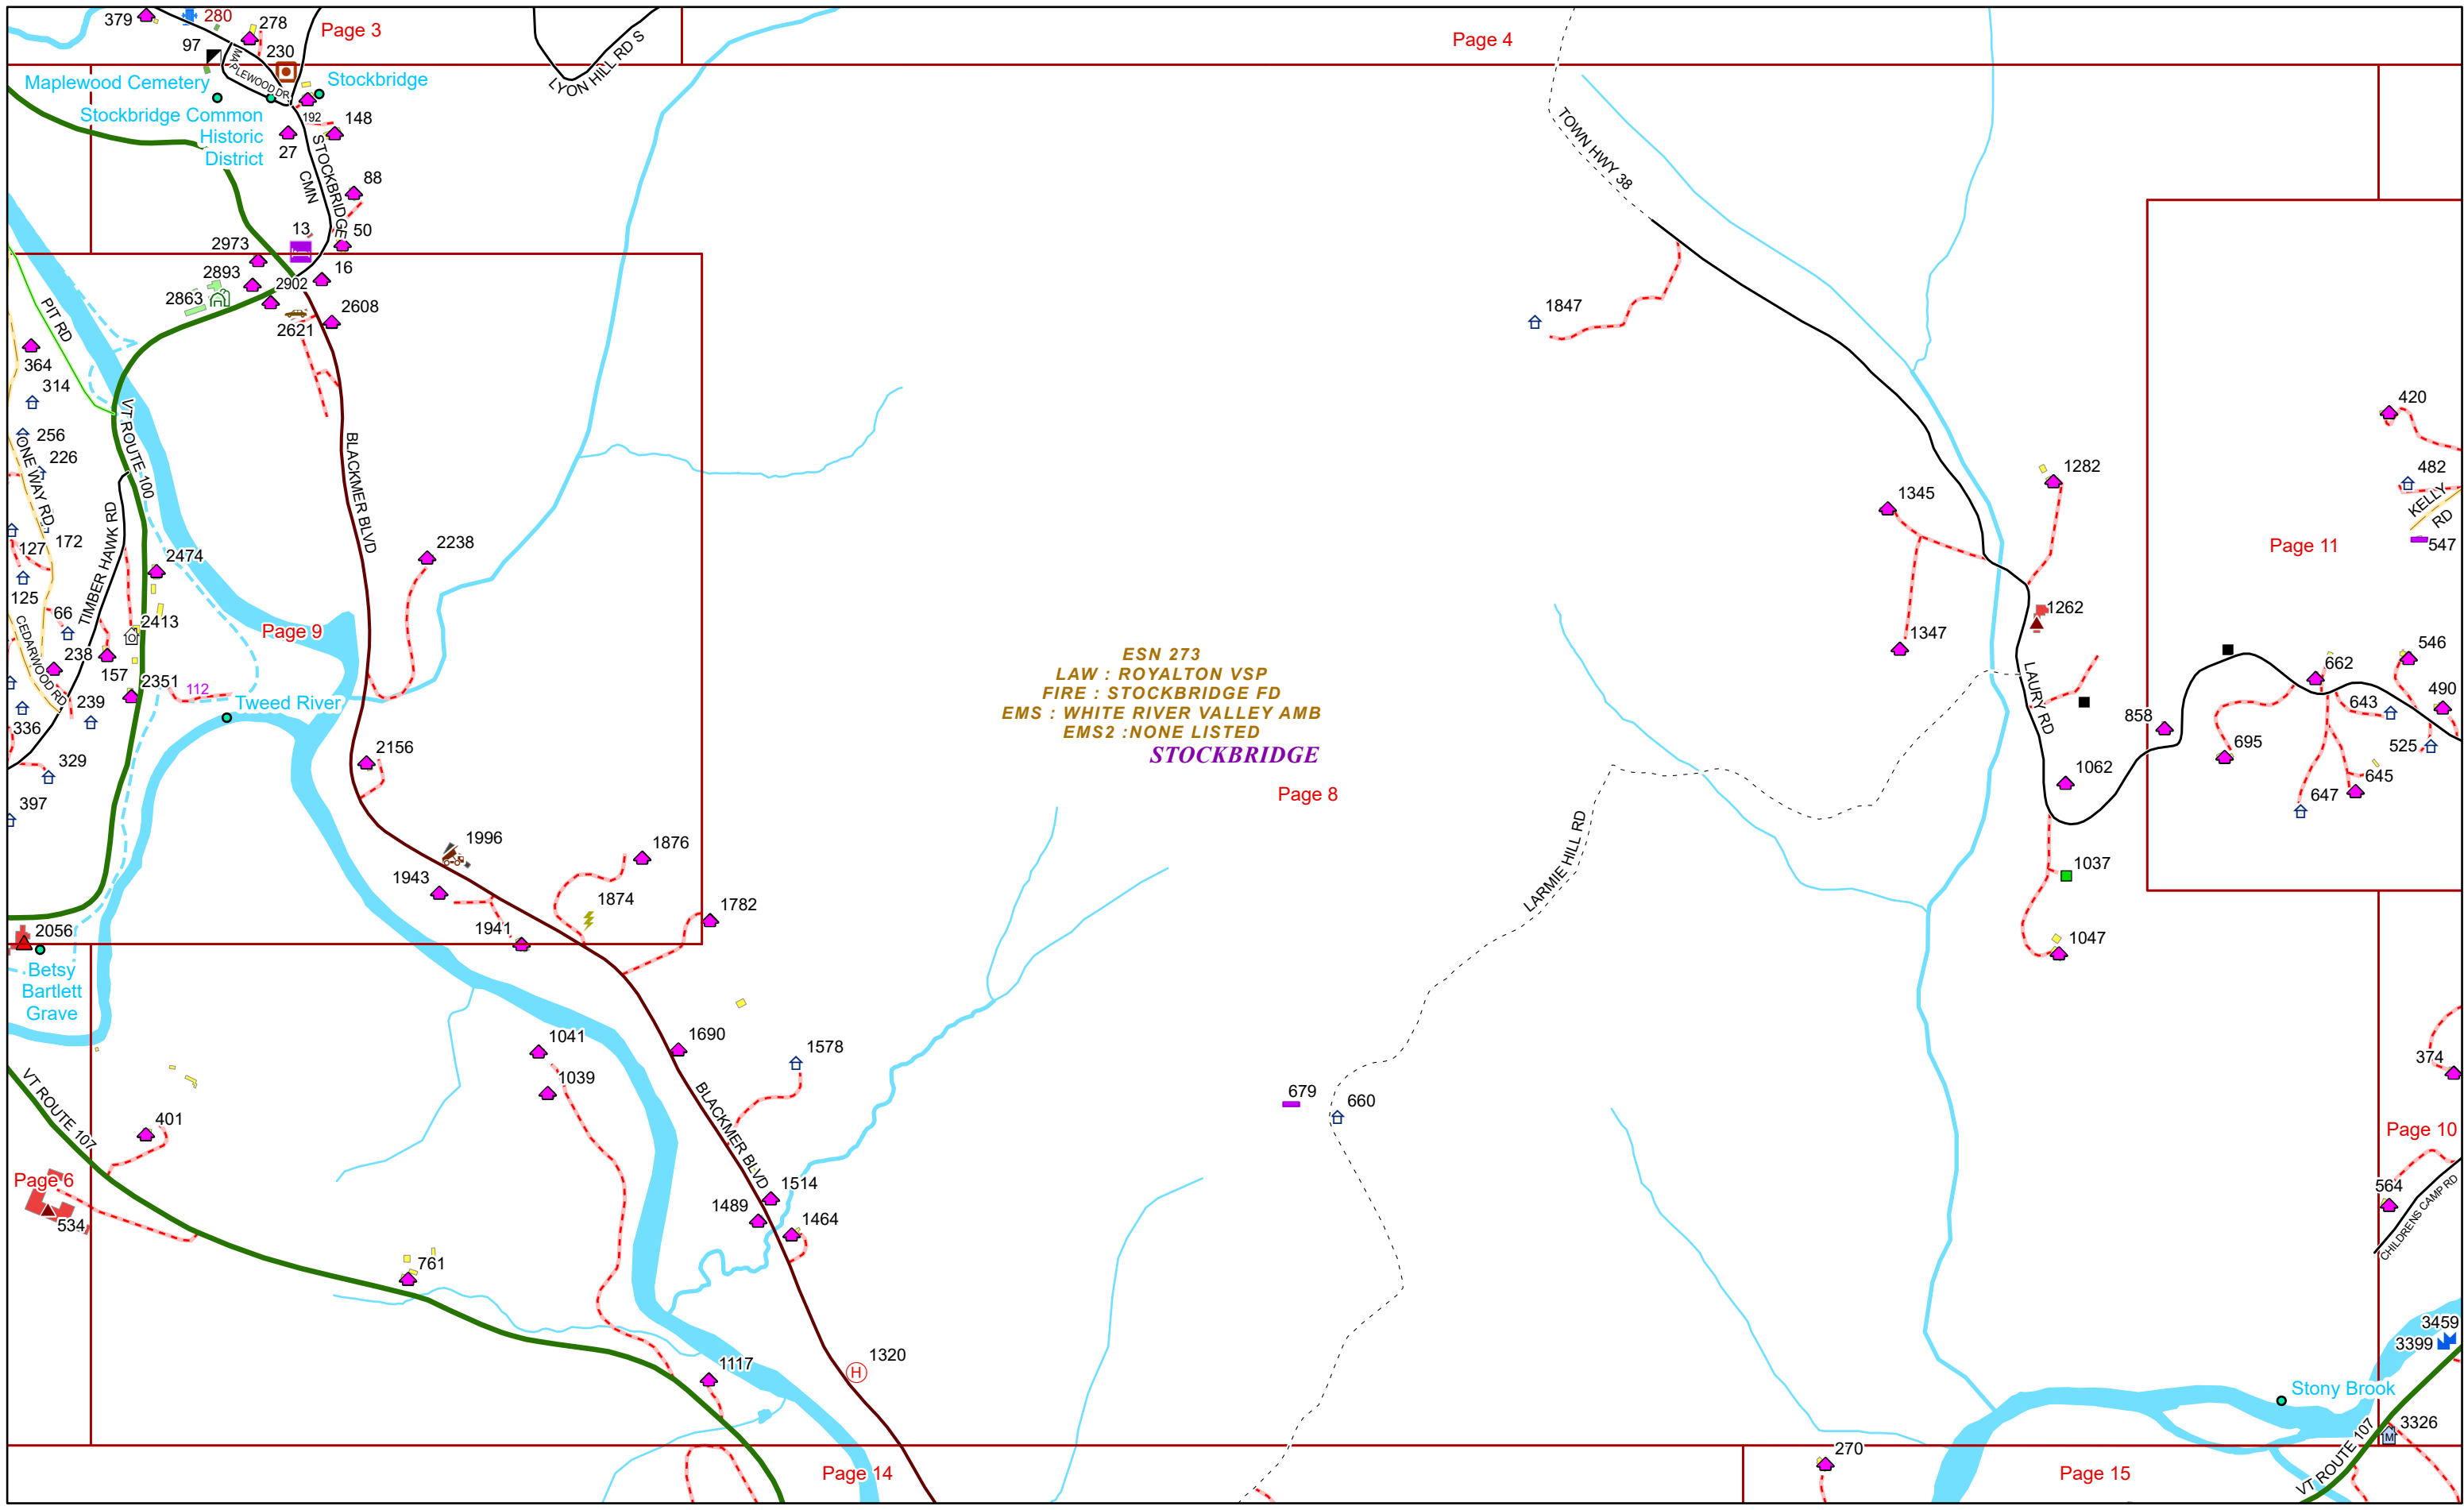 379
280
278
Page 3
97
230
MAPLEWOOD DR
Maplewood Cemetery
Stockbridge
Stockbridge Common
Historic
District
192
148
27
STOCKBRIDGE
CMN
88
13
50
2973
16
2893
2902
2863
2608
2621
LYON HILL RD S
Page 4
TOWN HWY 38
1847
PIT RD
364
314
256
226
ONE WAY RD
VT ROUTE 100
BLACKMER BLVD
127
172
2474
2238
125
TIMBER HAWK RD
66
2413
Page 9
CEDARWOOD RD
238
157
2351
112
Tweed River
239
336
329
2156
397
1996
1876
1943
1874
1782
1941
2056
Betsy
Bartlett
Grave
ESN 273
LAW : ROYALTON VSP
FIRE : STOCKBRIDGE FD
EMS : WHITE RIVER VALLEY AMB
EMS2 :NONE LISTED
STOCKBRIDGE
Page 8
420
482
KELLY
RD
547
Page 11
1282
1345
1262
1347
546
662
LAURY RD
643
490
858
525
695
1062
645
647
LARMIE HILL RD
1037
1047
1041
1690
1578
1039
374
679
660
VT ROUTE 107
401
BLACKMER BLVD
Page 10
Page 6
534
1514
1489
1464
564
CHILDRENS CAMP RD
761
3459
3399
1117
1320
H
Stony Brook
3326
M
VT ROUTE 107
270
Page 14
Page 15